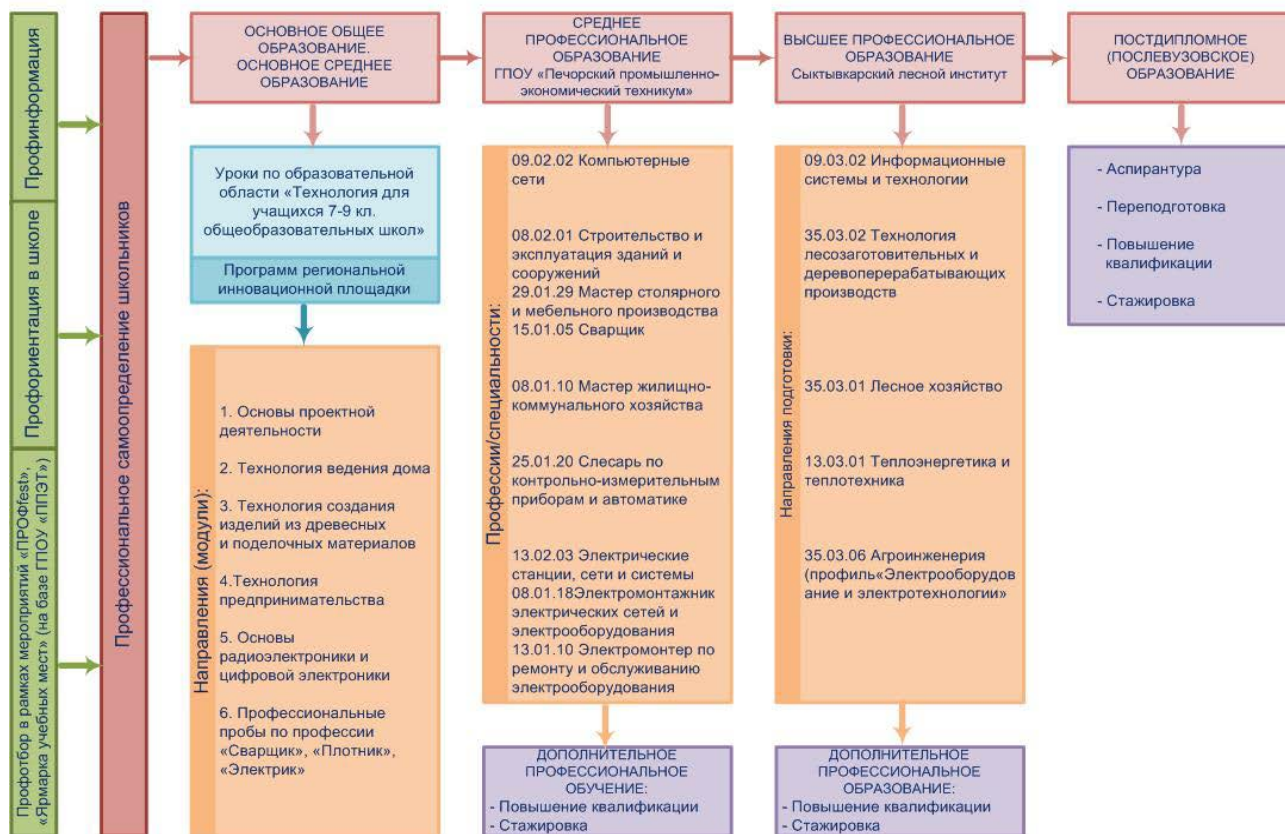 Профинформация
Профориентация в школе
Профотбор в рамках мероприятий «ПРОФfest»,
«Ярмарка учебных мест» (на базе ГПОУ «ППЭТ»)
Профессиональное самоопределение школьников
ОСНОВНОЕ ОБЩЕЕ
ОБРАЗОВАНИЕ.
ОСНОВНОЕ СРЕДНЕЕ
ОБРАЗОВАНИЕ
Уроки по образовательной
области «Технология для
учащихся 7-9 кл.
общеобразовательных школ»
Программ региональной
инновационной площадки
Направления (модули):
1. Основы проектной
деятельности
2. Технология ведения дома
3. Технология создания
изделий из древесных
и поделочных материалов
4.Технология
предпринимательства
5. Основы
радиоэлектроники и
цифровой электроники
6. Профессиональные
пробы по профессии
«Сварщик», «Плотник»,
«Электрик»
СРЕДНЕЕ
ПРОФЕССИОНАЛЬНОЕ
ОБРАЗОВАНИЕ
ГПОУ «Печорский промышленно-
экономический техникум»
Профессии/специальности:
09.02.02 Компьютерные
сети
08.02.01 Строительство и
эксплуатация зданий и
сооружений
29.01.29 Мастер столярного
и мебельного производства
15.01.05 Сварщик
08.01.10 Мастер жилищно-
коммунального хозяйства
25.01.20 Слесарь по
контрольно-измерительным
приборам и автоматике
13.02.03 Электрические
станции, сети и системы
08.01.18Электромонтажник
электрических сетей и
электрооборудования
13.01.10 Электромонтер по
ремонту и обслуживанию
электрооборудования
ДОПОЛНИТЕЛЬНОЕ
ПРОФЕССИОНАЛЬНОЕ
ОБУЧЕНИЕ:
- Повышение квалификации
- Стажировка
ВЫСШЕЕ ПРОФЕССИОНАЛЬНОЕ
ОБРАЗОВАНИЕ
Сыктывкарский лесной институт
Направления подготовки:
09.03.02 Информационные
системы и технологии
35.03.02 Технология
лесозаготовительных и
деревоперерабатывающих
производств
35.03.01 Лесное хозяйство
13.03.01 Теплоэнергетика и
теплотехника
35.03.06 Агроинженерия
(профиль«Электрооборудов
ание и электротехнологии»
ДОПОЛНИТЕЛЬНОЕ
ПРОФЕССИОНАЛЬНОЕ
ОБРАЗОВАНИЕ:
- Повышение квалификации
- Стажировка
ПОСТДИПЛОМНОЕ
(ПОСЛЕВУЗОВСКОЕ)
ОБРАЗОВАНИЕ
- Аспирантура
- Переподготовка
- Повышение
квалификации
- Стажировка